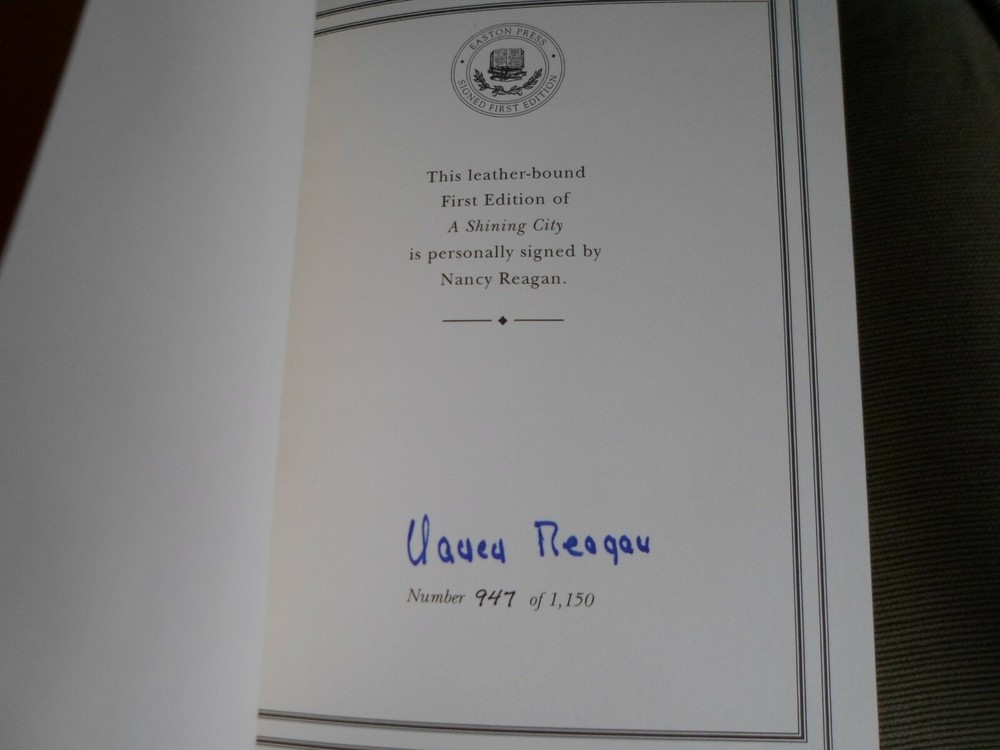 EASTON PRESS
SIGNED FIRST EDITION
This leather-bound
First Edition of
A Shining City
is personally signed by
Nancy Reagan.
Nancy Reagan
Number 947 of 1,150